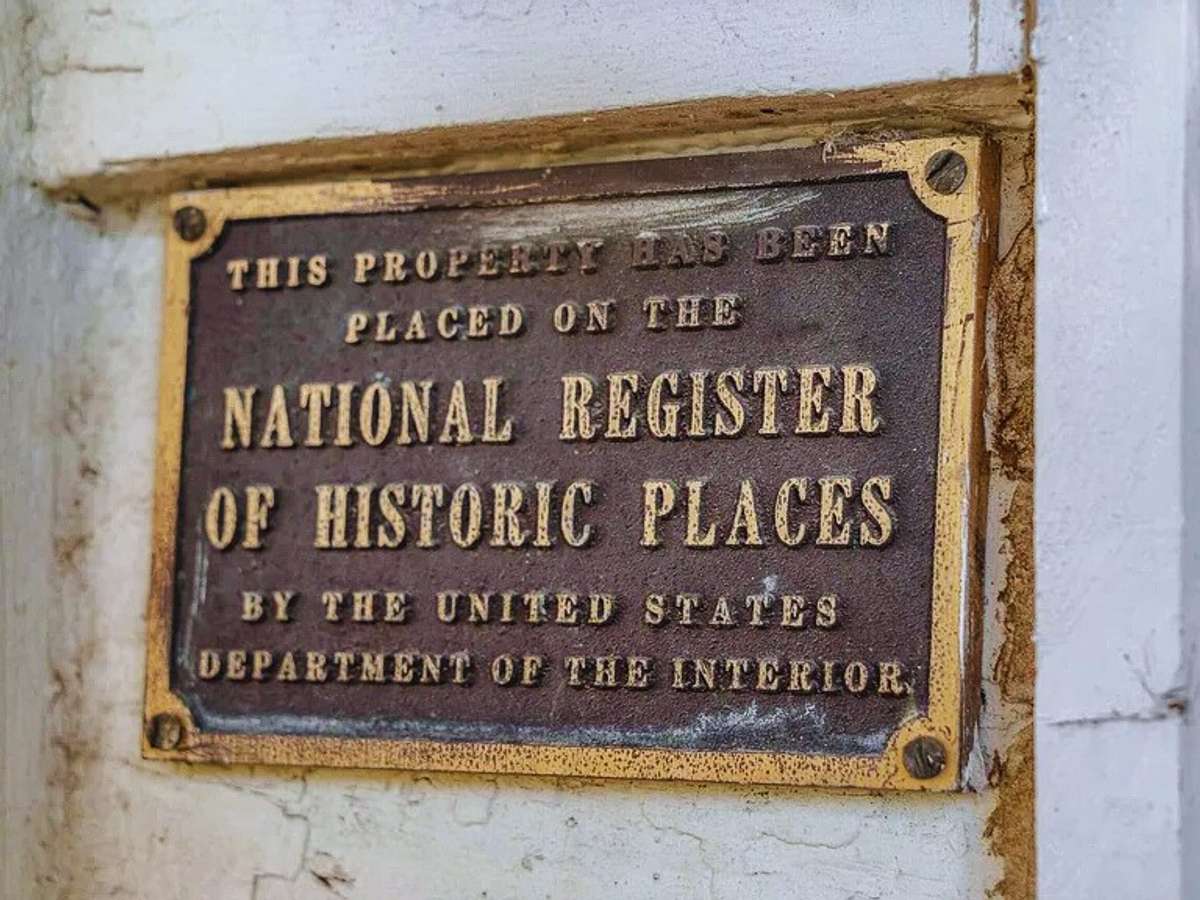 THIS PROPERTY HAS BEEN
PLACED ON THE
NATIONAL REGISTER
OF HISTORIC PLACES
BY THE UNITED STATES
DEPARTMENT OF THE INTERIOR